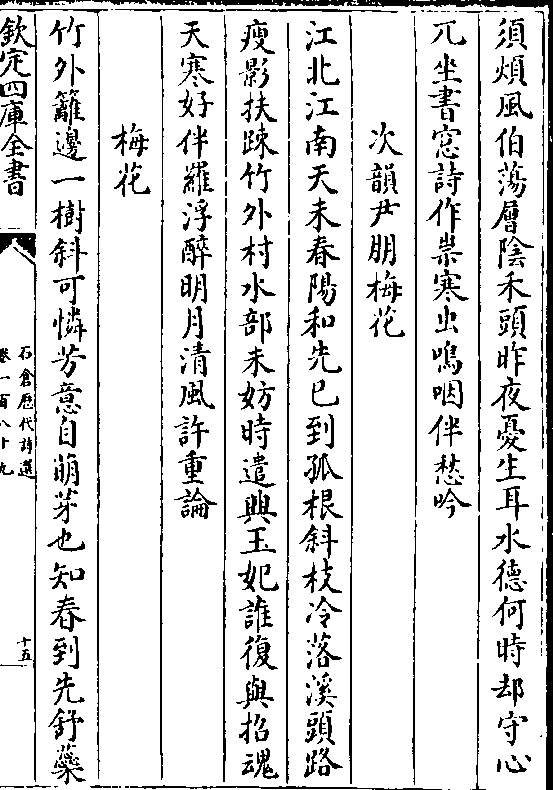 須煩風伯蕩層陰禾頭昨夜憂生耳水德何時却守心
兀坐書窓詩作祟寒虫嗚咽伴愁吟
次韻尹朋梅花
江北江南天未春陽和先已到孤根斜枝冷落溪頭路
瘦影扶踈竹外村水部未妨時遣興玉妃誰復與招魂
天寒好伴羅浮醉明月清風許重論
梅花
竹外籬邊一樹斜可憐芳意自萌芽也知春到先舒蘂
欽定四庫全書
石倉歷代詩選
卷一百八十九
十五